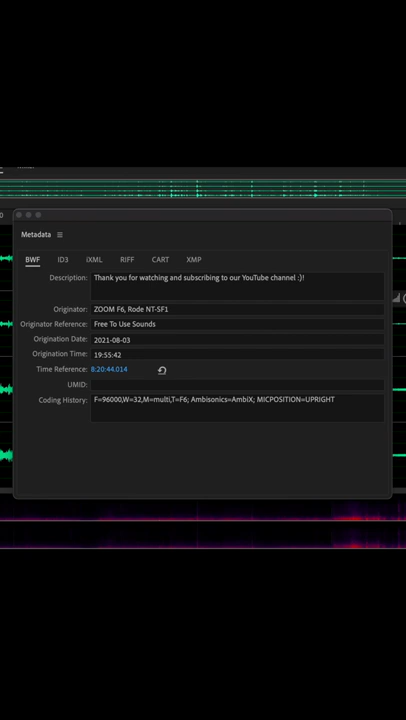 Metadata
BWF ID3 iXML RIFF CART XMP
Description: Thank you for watching and subscribing to our YouTube channel :)!
Originator: ZOOM F6, Rode NT-SF1
Originator Reference: Free To Use Sounds
Origination Date: 2021-08-03
Origination Time: 19:55:42
Time Reference: 8:20:44.014
UMID:
Coding History: F=96000,W=32,M=multi,T=F6; Ambisonics=AmbiX; MICPOSITION=UPRIGHT